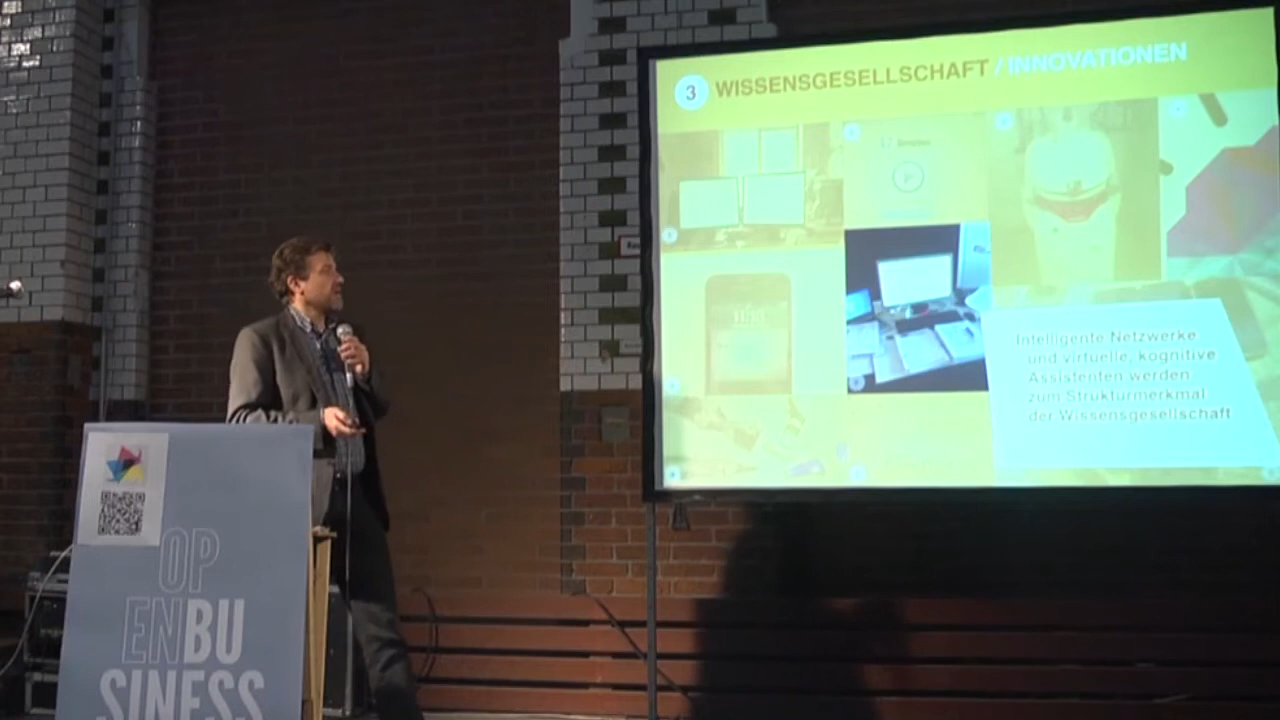 3 WISSENSGESELLSCHAFT / INNOVATIONEN
Intelligente Netzwerke
und virtuelle, kognitive
Assistenten werden
zum Strukturmerkmal
der Wissensgesellschaft
OP
ENBU
SINESS